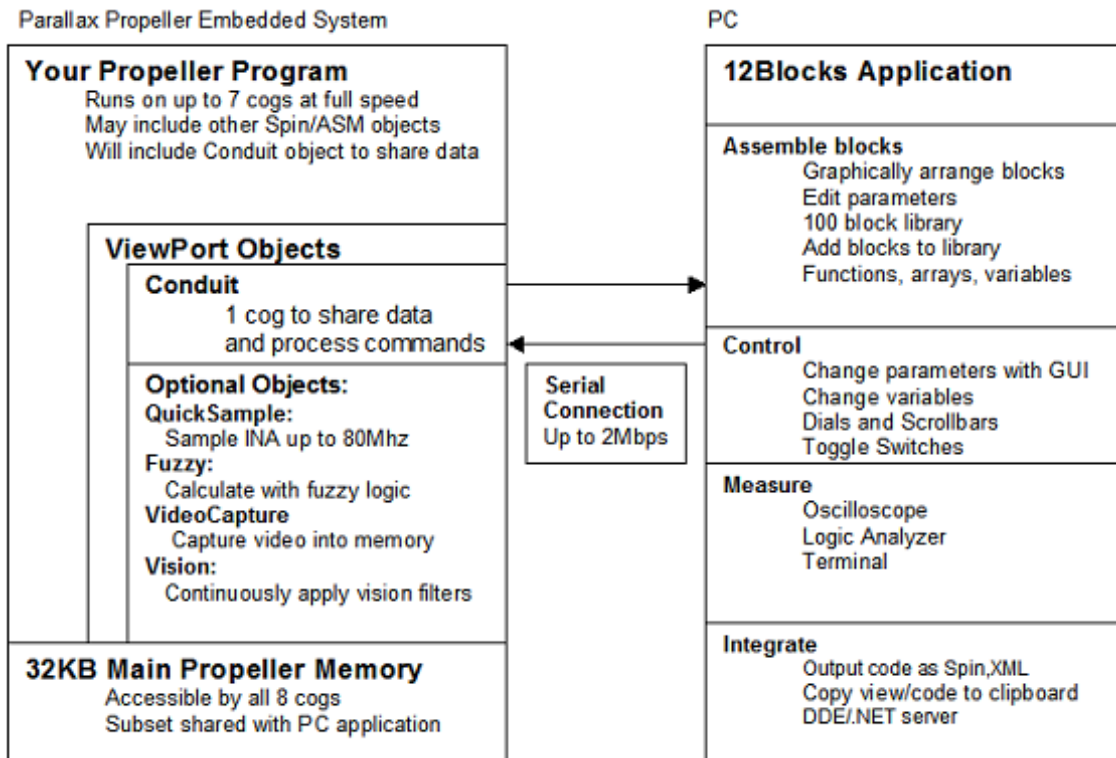 Parallax Propeller Embedded System
Your Propeller Program
Runs on up to 7 cogs at full speed
May include other Spin/ASM objects
Will include Conduit object to share data
ViewPort Objects
Conduit
1 cog to share data
and process commands
Optional Objects:
QuickSample:
Sample INA up to 80Mhz
Fuzzy:
Calculate with fuzzy logic
VideoCapture
Capture video into memory
Vision:
Continuously apply vision filters
32KB Main Propeller Memory
Accessible by all 8 cogs
Subset shared with PC application
Serial
Connection
Up to 2Mbps
PC
12Blocks Application
Assemble blocks
Graphically arrange blocks
Edit parameters
100 block library
Add blocks to library
Functions, arrays, variables
Control
Change parameters with GUI
Change variables
Dials and Scrollbars
Toggle Switches
Measure
Oscilloscope
Logic Analyzer
Terminal
Integrate
Output code as Spin,XML
Copy view/code to clipboard
DDE/.NET server